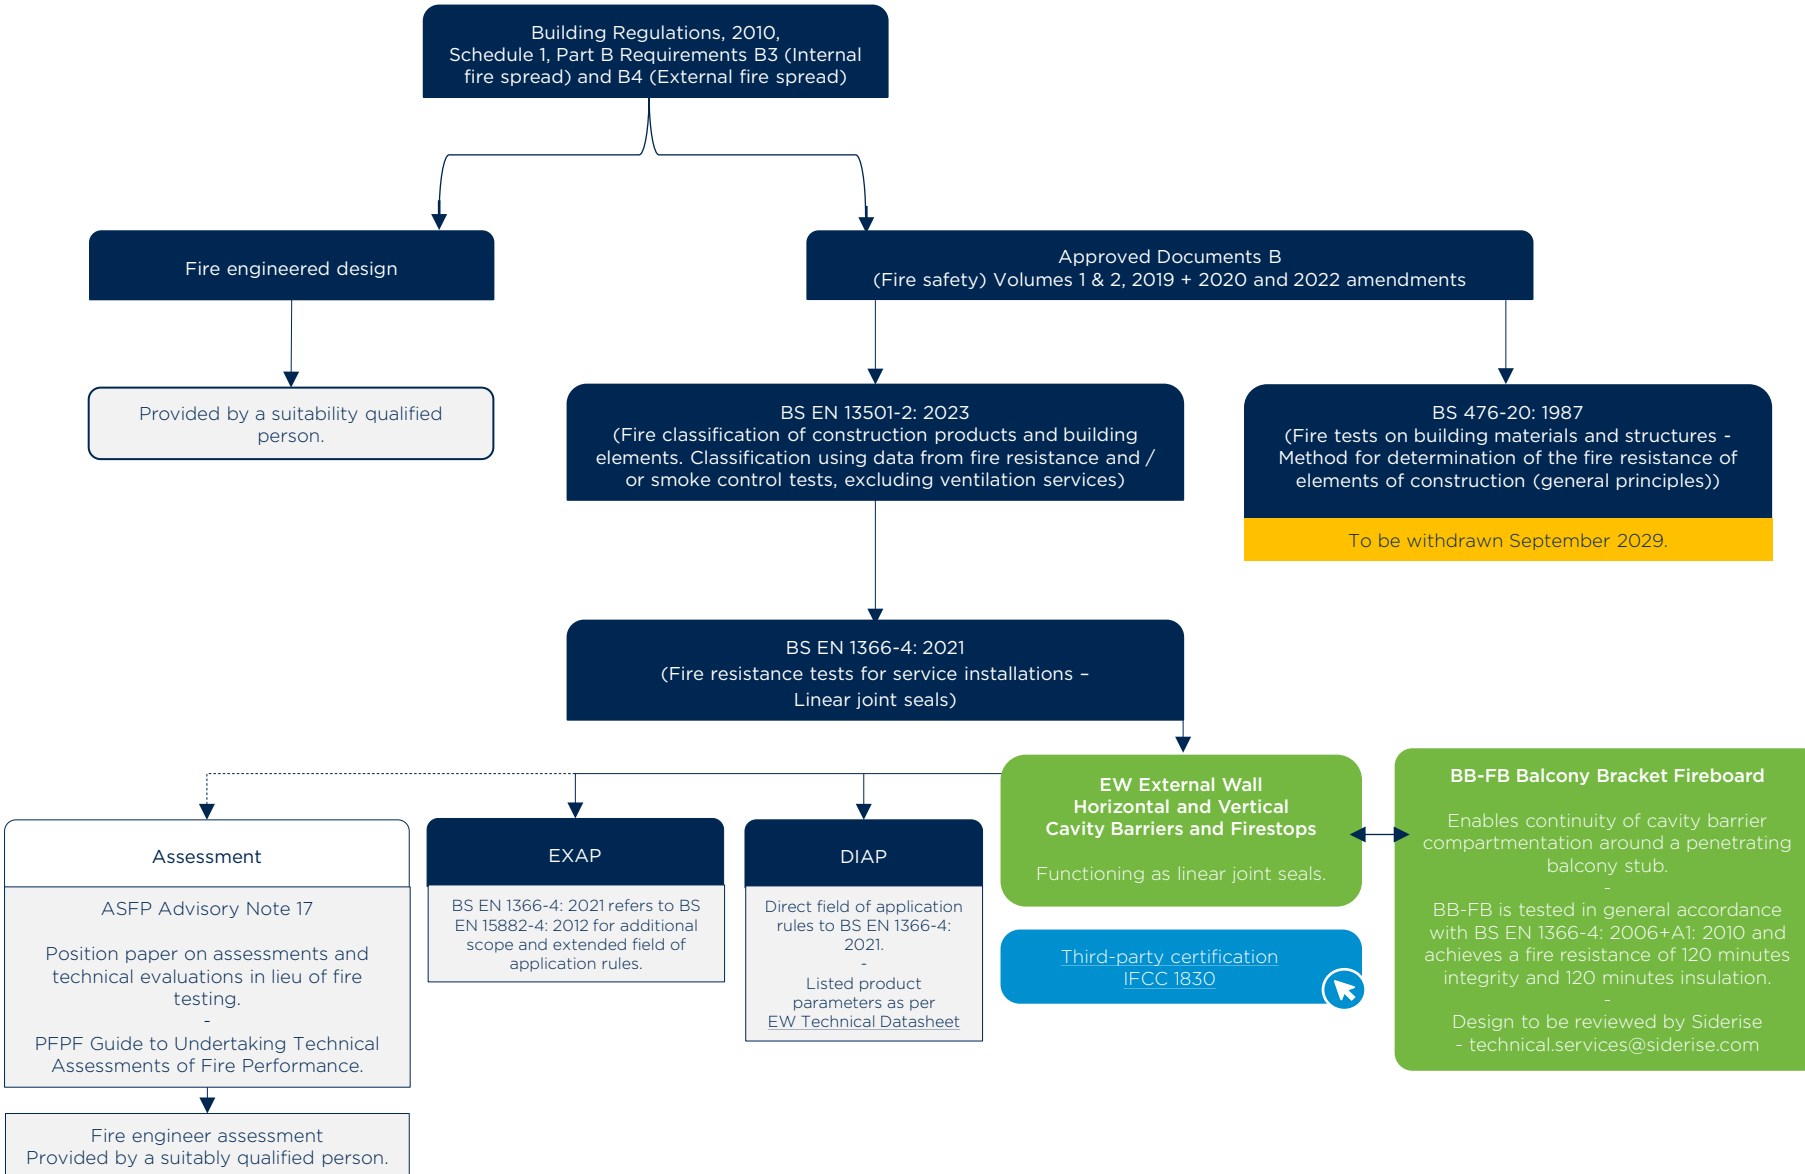 Building Regulations, 2010,
Schedule 1, Part B Requirements B3 (Internal
fire spread) and B4 (External fire spread)
Fire engineered design
Approved Documents B
(Fire safety) Volumes 1 & 2, 2019 + 2020 and 2022 amendments
Provided by a suitability qualified
person.
BS EN 13501-2: 2023
(Fire classification of construction products and building
elements. Classification using data from fire resistance and /
or smoke control tests, excluding ventilation services)
BS 476-20: 1987
(Fire tests on building materials and structures -
Method for determination of the fire resistance of
elements of construction (general principles))
To be withdrawn September 2029.
BS EN 1366-4: 2021
(Fire resistance tests for service installations –
Linear joint seals)
Assessment
ASFP Advisory Note 17
Position paper on assessments and
technical evaluations in lieu of fire
testing.
-
PFPF Guide to Undertaking Technical
Assessments of Fire Performance.
Fire engineer assessment
Provided by a suitably qualified person.
EXAP
BS EN 1366-4: 2021 refers to BS
EN 15882-4: 2012 for additional
scope and extended field of
application rules.
DIAP
Direct field of application
rules to BS EN 1366-4:
2021.
-
Listed product
parameters as per
EW Technical Datasheet
EW External Wall
Horizontal and Vertical
Cavity Barriers and Firestops
Functioning as linear joint seals.
Third-party certification
IFCC 1830
BB-FB Balcony Bracket Fireboard
Enables continuity of cavity barrier
compartmentation around a penetrating
balcony stub.
-
BB-FB is tested in general accordance
with BS EN 1366-4: 2006+A1: 2010 and
achieves a fire resistance of 120 minutes
integrity and 120 minutes insulation.
-
Design to be reviewed by Siderise
- technical.services@siderise.com